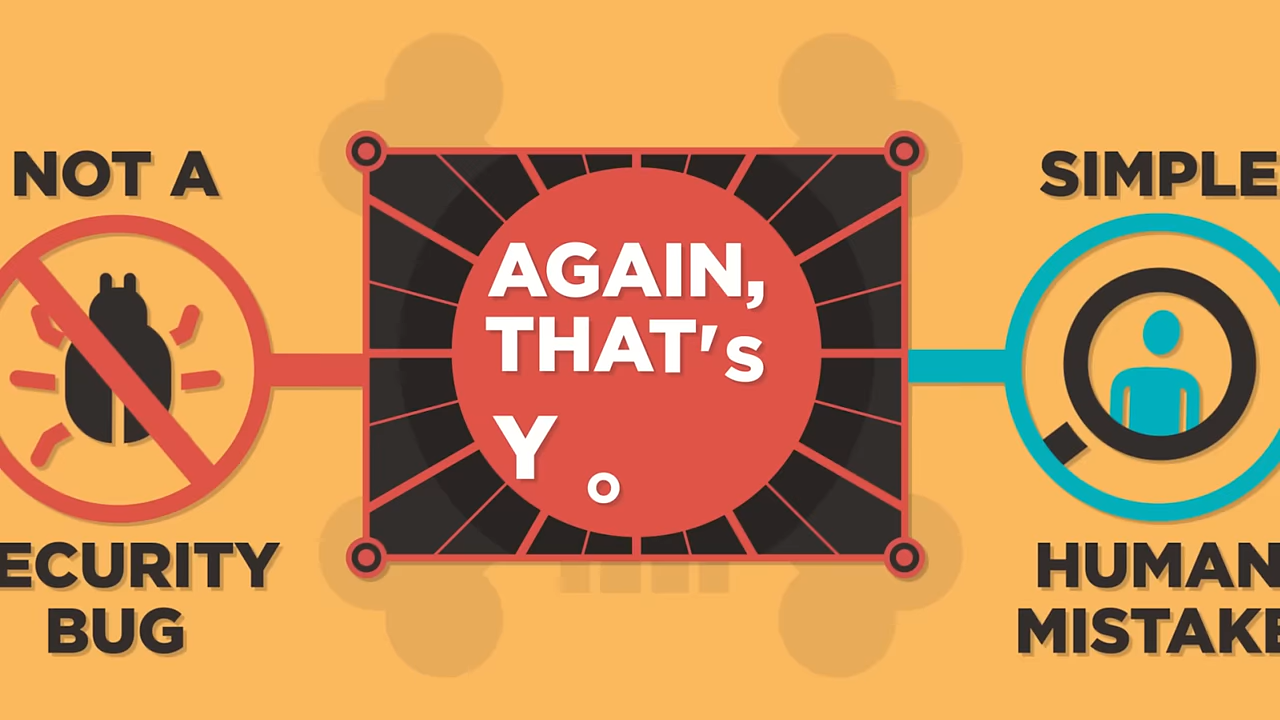 NOT A
ECURITY
BUG
AGAIN,
THAT'S
Y o
SIMPLE
HUMAN
MISTAKE